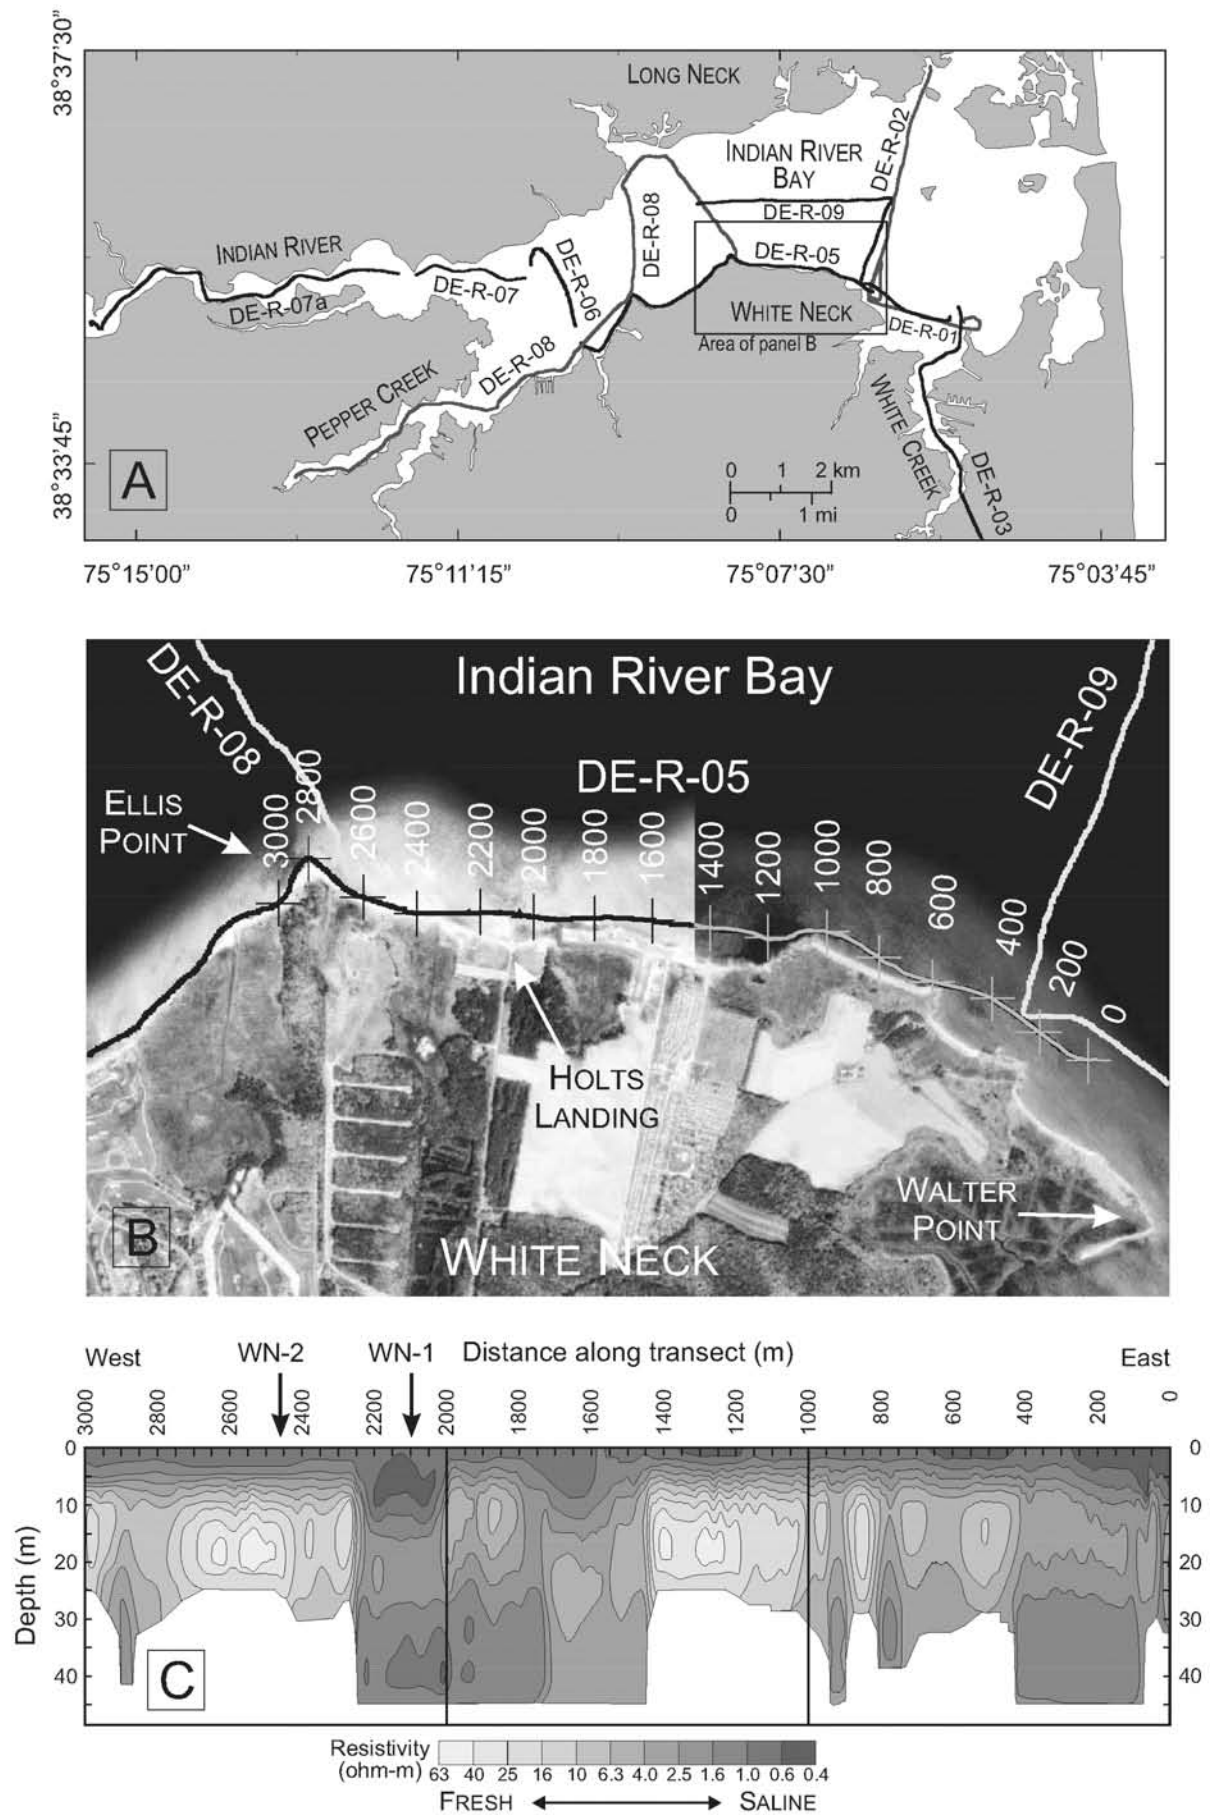 38°37'30"
LONG NECK
DE-R-02
INDIAN RIVER
BAY
DE-R-08
DE-R-09
INDIAN RIVER
DE-R-05
DE-R-06
DE-R-07
DE-R-07a
WHITE NECK
DE-R-01
Area of panel B
DE-R-08
PEPPER CREEK
WHITE CREEK
38°33'45"
A
0 1 2 km
0 1 mi
DE-R-03
75°15'00" 75°11'15" 75°07'30" 75°03'45"
DE-R-08
Indian River Bay
DE-R-09
DE-R-05
ELLIS
POINT
3000 2800 2600 2400 2200 2000 1800 1600 1400 1200 1000 800 600 400 200 0
HOLTS
LANDING
WALTER
POINT
B
WHITE NECK
West WN-2 WN-1 Distance along transect (m) East
3000 2800 2600 2400 2200 2000 1800 1600 1400 1200 1000 800 600 400 200 0
0 0
10 10
20 20
30 30
40 40
Depth (m)
C
Resistivity
(ohm-m) 63 40 25 16 10 6.3 4.0 2.5 1.6 1.0 0.6 0.4
FRESH SALINE